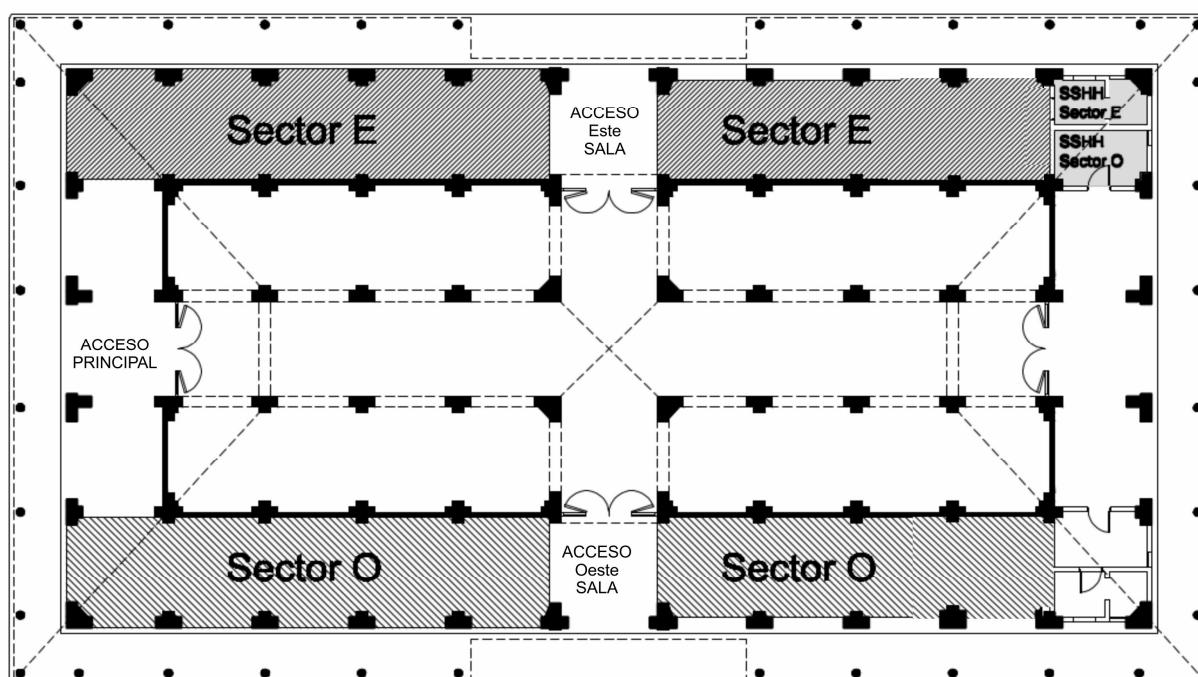 Sector E
ACCESO
Este
SALA
Sector E
SSHH
Sector E
SSHH
Sector O
ACCESO
PRINCIPAL
Sector O
ACCESO
Oeste
SALA
Sector O